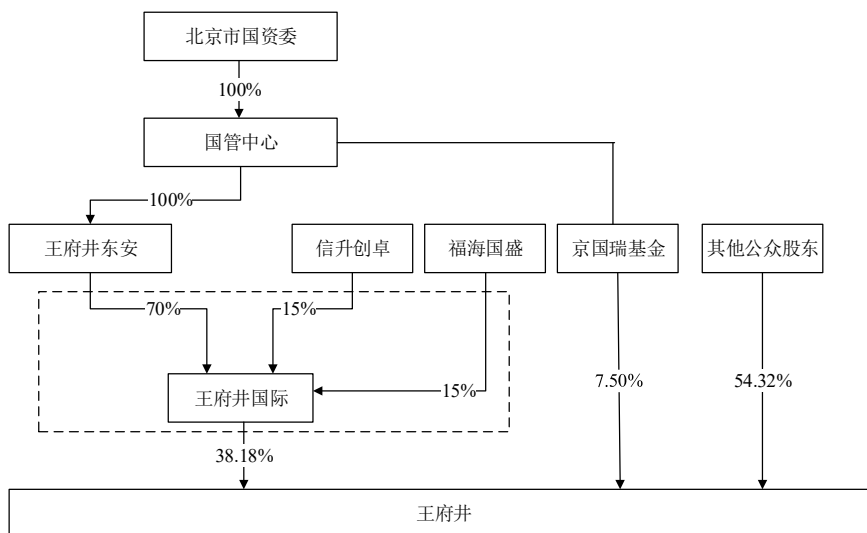 北京市国资委
100%
国管中心
100%
王府井东安
信升创卓
福海国盛
京国瑞基金
其他公众股东
70%
15%
王府井国际
15%
7.50%
54.32%
38.18%
王府井